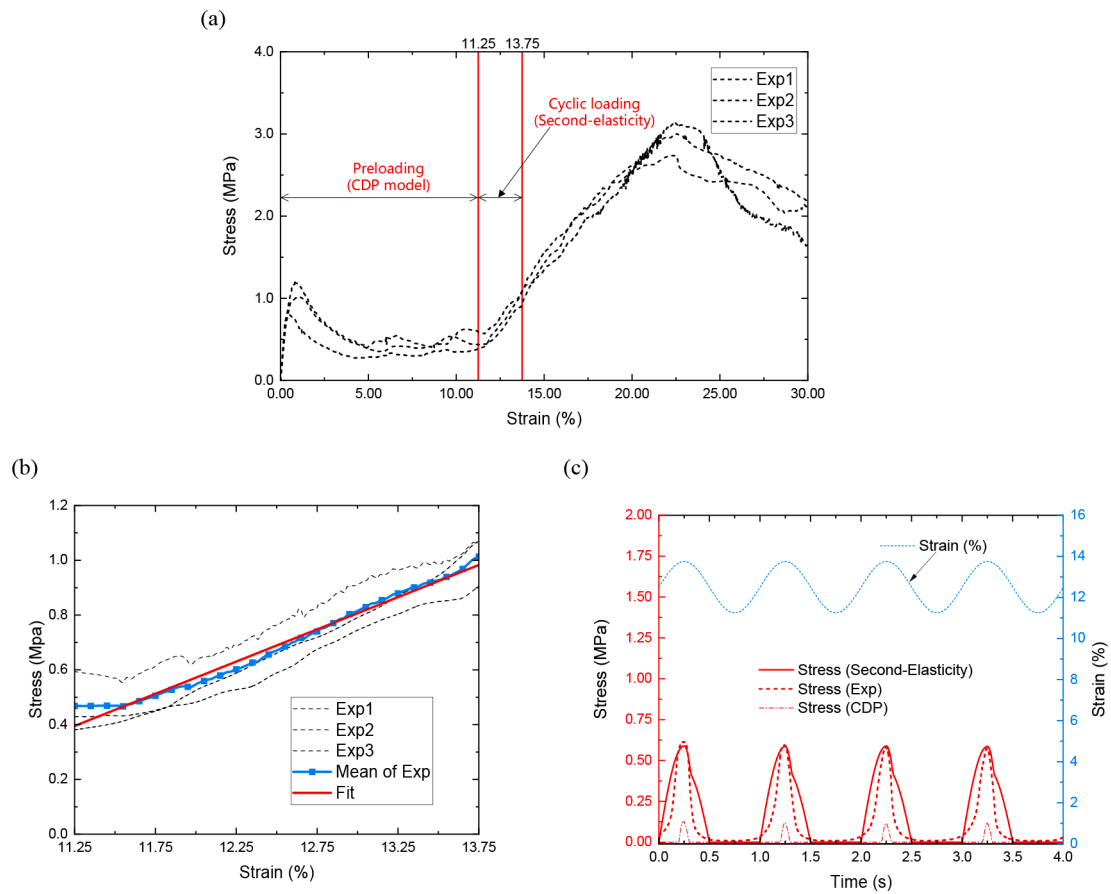 (a)
11.25 13.75
4.0
3.0
2.0
1.0
0.0
Stress (MPa)
Exp1
Exp2
Exp3
Cyclic loading
(Second-elasticity)
Preloading
(CDP model)
0.00 5.00 10.00 15.00 20.00 25.00 30.00
Strain (%)
(b)
1.2
1.0
0.8
0.6
0.4
0.2
0.0
Stress (Mpa)
Exp1
Exp2
Exp3
Mean of Exp
Fit
11.25 11.75 12.25 12.75 13.25 13.75
Strain (%)
(c)
2.00
1.75
1.50
1.25
1.00
0.75
0.50
0.25
0.00
Stress (MPa)
Strain (%)
Stress (Second-Elasticity)
Stress (Exp)
Stress (CDP)
16
14
12
10
8
6
4
2
0
Strain (%)
0.0 0.5 1.0 1.5 2.0 2.5 3.0 3.5 4.0
Time (s)